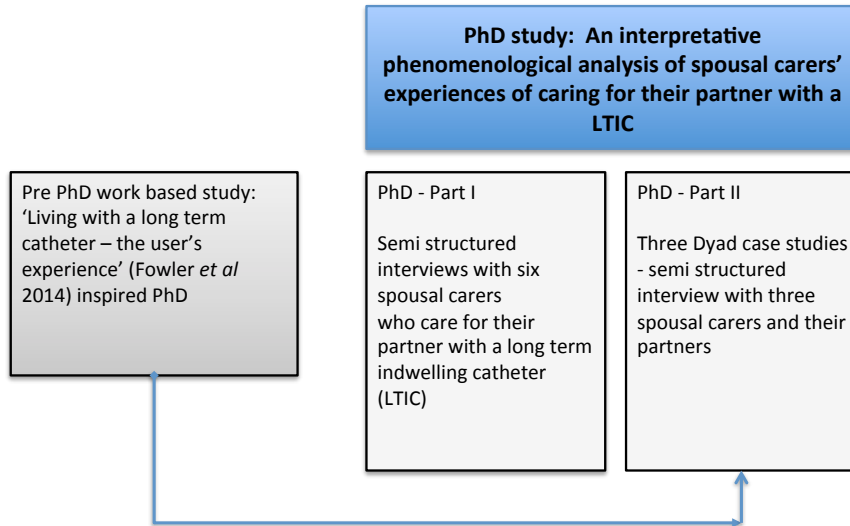 PhD study:  An interpretative
phenomenological analysis of spousal carers’
experiences of caring for their partner with a
LTIC
Pre PhD work based study:
‘Living with a long term
catheter – the user’s
experience’ (Fowler et al
2014) inspired PhD
PhD - Part I
Semi structured
interviews with six
spousal carers
who care for their
partner with a long term
indwelling catheter
(LTIC)
PhD - Part II
Three Dyad case studies
- semi structured
interview with three
spousal carers and their
partners